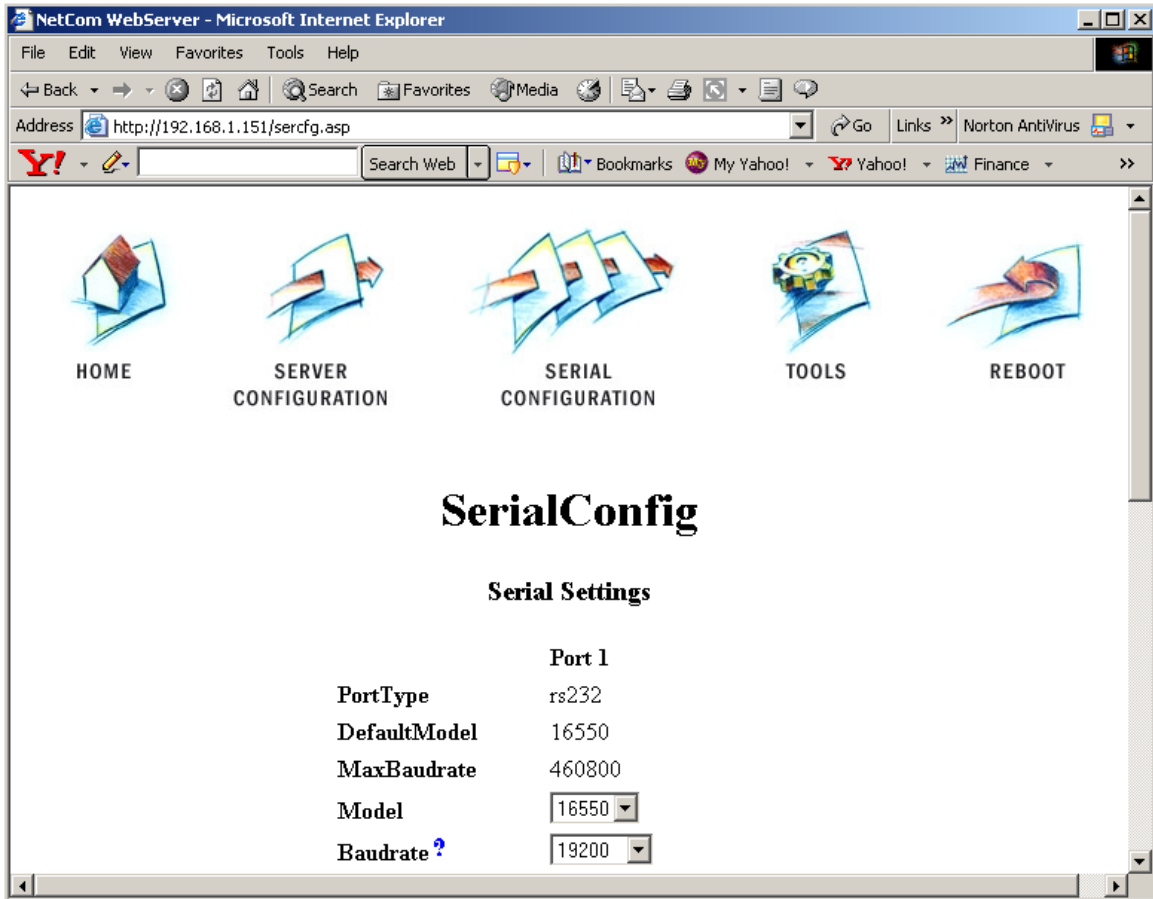 NetCom WebServer - Microsoft Internet Explorer
File Edit View Favorites Tools Help
Back Search Favorites Media
Address http://192.168.1.151/sercfg.asp Go Links » Norton AntiVirus
Y! Search Web Bookmarks My Yahoo! Y! Yahoo! Finance »
HOME SERVER CONFIGURATION SERIAL CONFIGURATION TOOLS REBOOT
SerialConfig
Serial Settings
Port 1
PortType rs232
DefaultModel 16550
MaxBaudrate 460800
Model 16550
Baudrate ? 19200